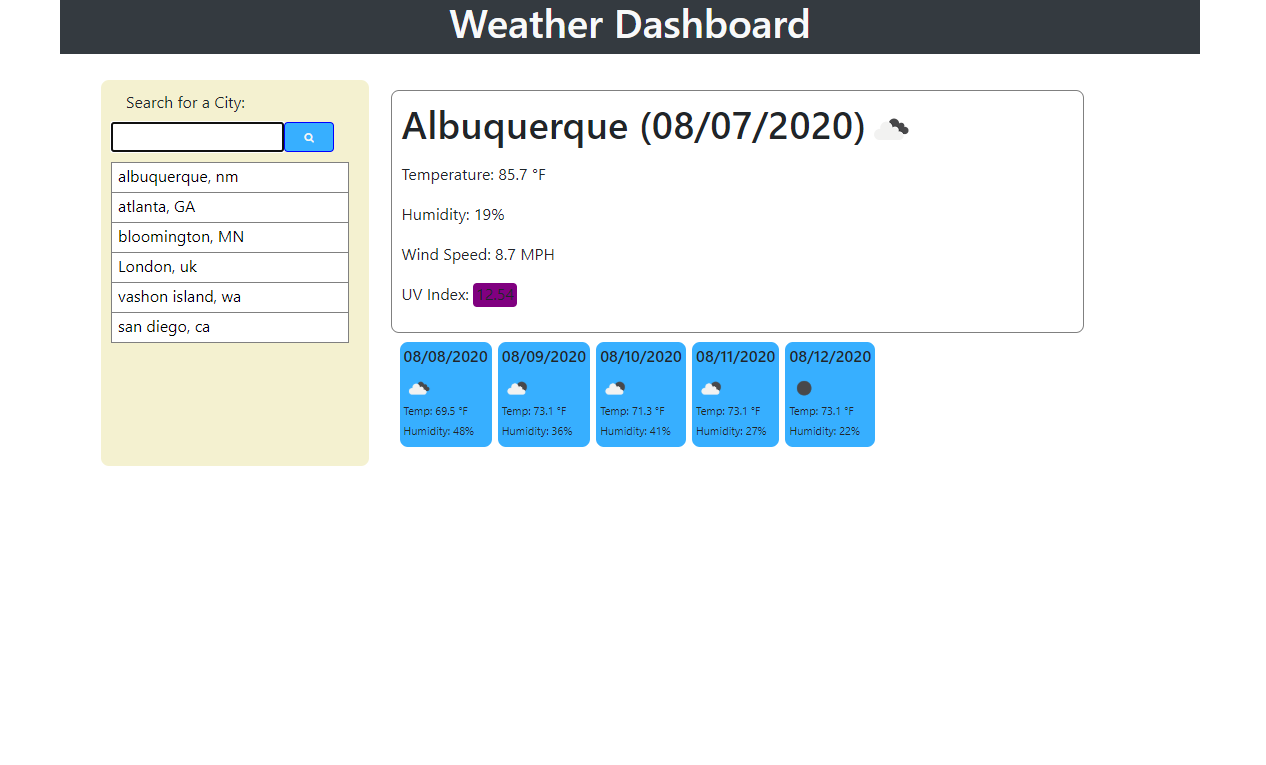 Weather Dashboard
Search for a City:
albuquerque, nm
atlanta, GA
bloomington, MN
London, uk
vashon island, wa
san diego, ca
Albuquerque (08/07/2020)
Temperature: 85.7 °F
Humidity: 19%
Wind Speed: 8.7 MPH
UV Index: 12.54
08/08/2020
Temp: 69.5 °F
Humidity: 48%
08/09/2020
Temp: 73.1 °F
Humidity: 36%
08/10/2020
Temp: 71.3 °F
Humidity: 41%
08/11/2020
Temp: 73.1 °F
Humidity: 27%
08/12/2020
Temp: 73.1 °F
Humidity: 22%